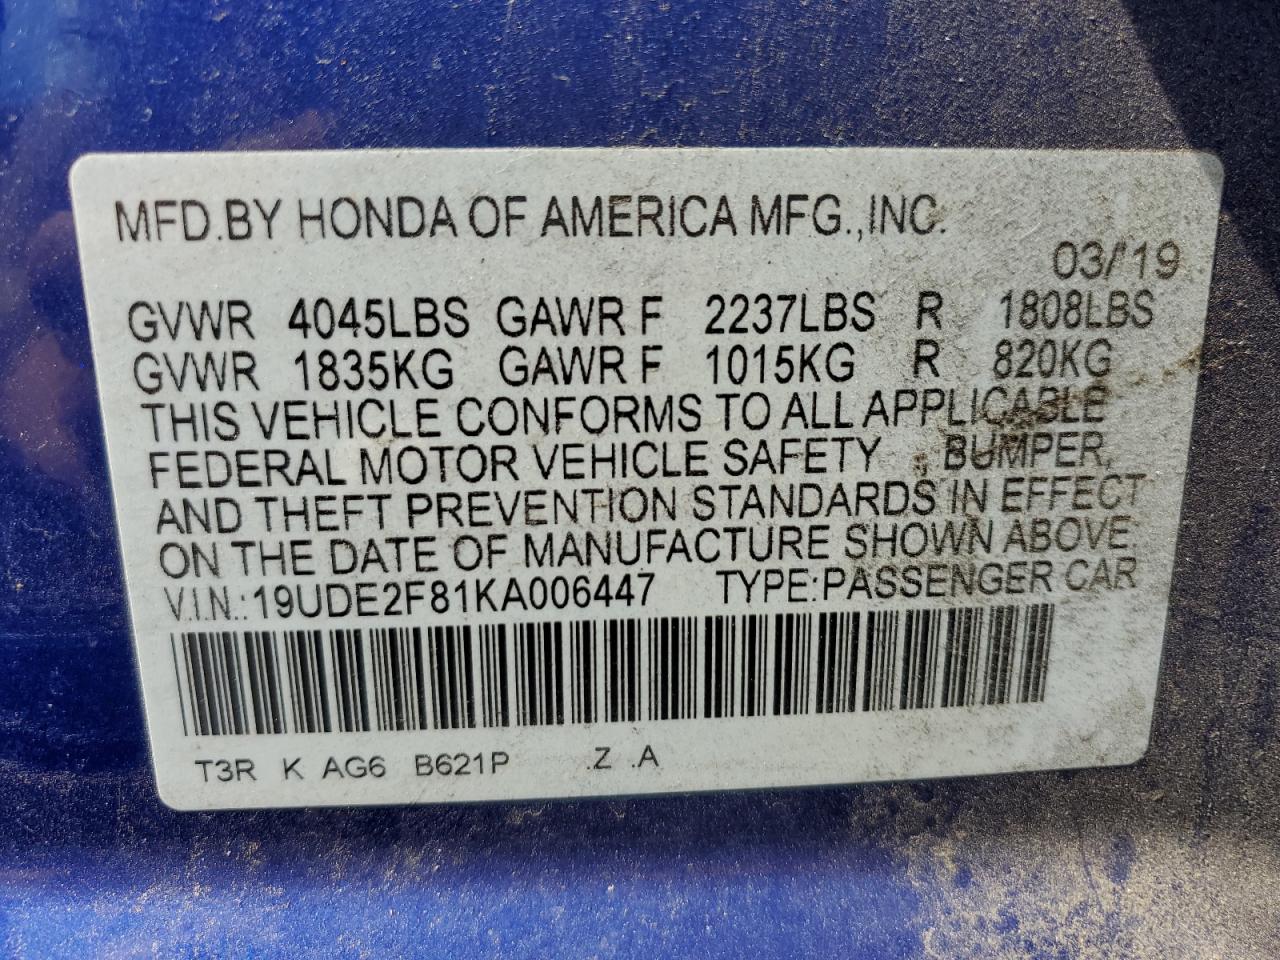 MFD.BY HONDA OF AMERICA MFG.,INC.
03/19
GVWR 4045LBS GAWR F 2237LBS R 1808LBS
GVWR 1835KG GAWR F 1015KG R 820KG
THIS VEHICLE CONFORMS TO ALL APPLICABLE
FEDERAL MOTOR VEHICLE SAFETY , BUMPER,
AND THEFT PREVENTION STANDARDS IN EFFECT
ON THE DATE OF MANUFACTURE SHOWN ABOVE.
V.I.N.:19UDE2F81KA006447 TYPE:PASSENGER CAR
T3R K AG6 B621P .Z .A